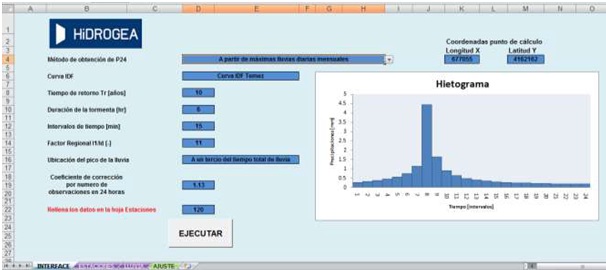 A B C D E F G H I J K L M N O
HIDROGEA
Coordenadas punto de cálculo
Longitud X Latitud Y
Método de obtención de P24 A partir de máximas lluvias diarias mensuales 677055 4162162
Curva IDF Curva IDF Temez
Hietograma
Tiempo de retorno Tr [años] 10
Duración de la tormenta [hr] 6
Intervalos de tiempo [min] 15
Factor Regional I1/Id [-] 11
Ubicación del pico de la lluvia A un tercio del tiempo total de lluvia
Coeficiente de corrección
por numero de
observaciones en 24 horas
1.13
Rellena los datos en la hoja Estaciones 120
EJECUTAR
Precipitaciones [mm]
5
4.5
4
3.5
3
2.5
2
1.5
1
0.5
0
1 2 3 4 5 6 7 8 9 10 11 12 13 14 15 16 17 18 19 20 21 22 23 24
Tiempo [intervalos]
INTERFACE AJUSTE